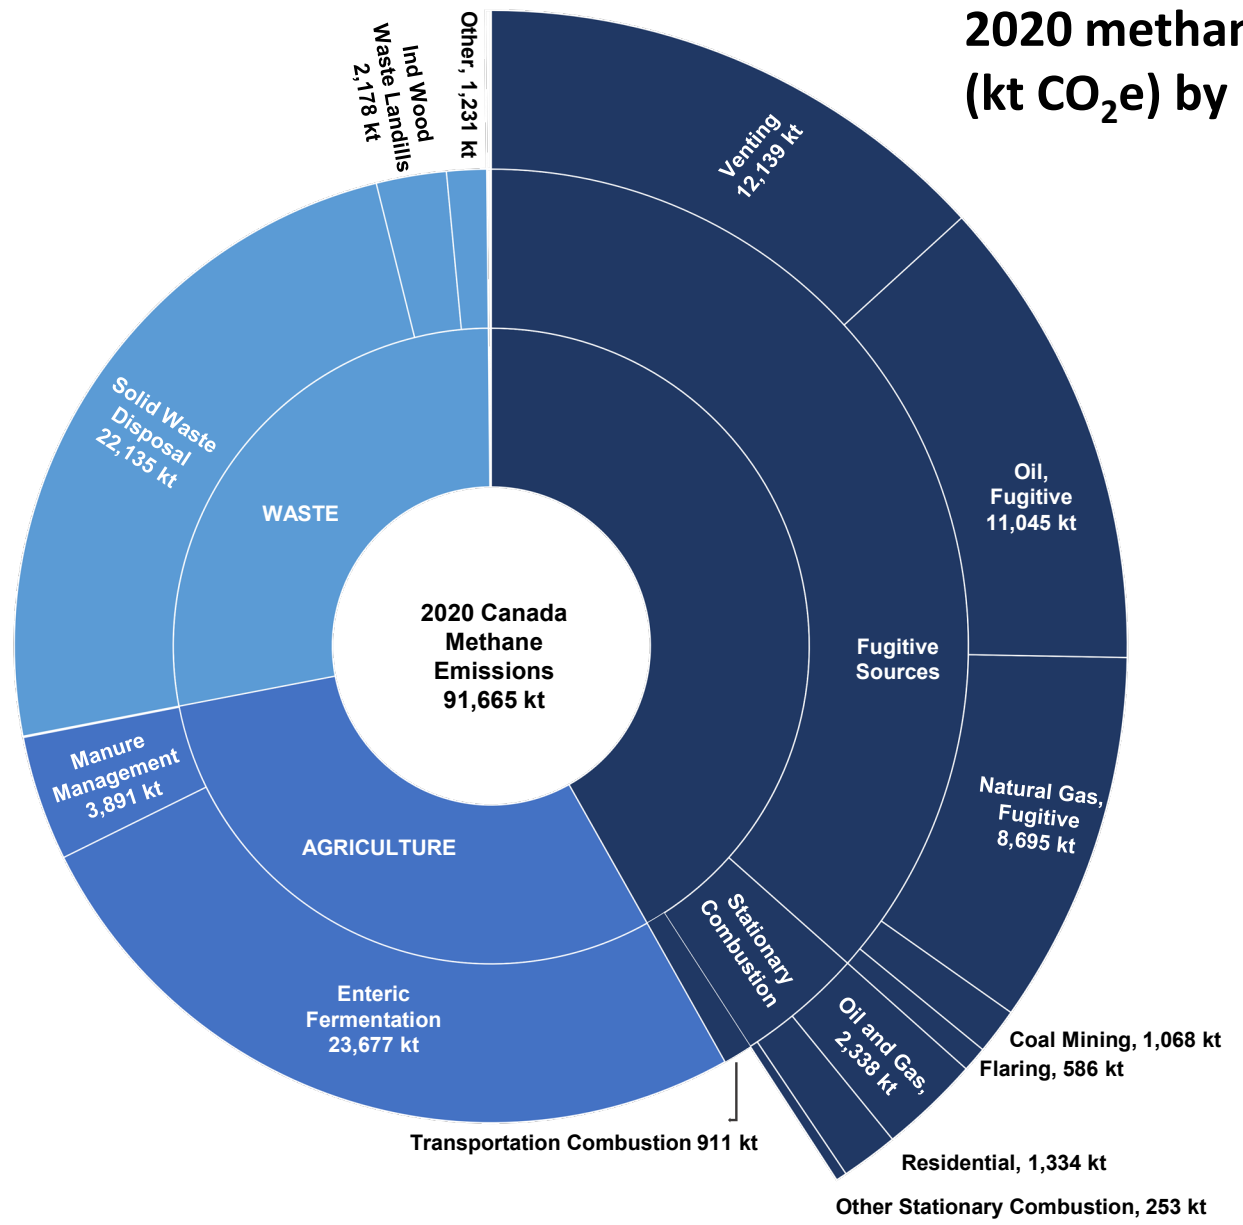 2020 methan
(kt CO₂e) by
Other, 1,231 kt
Ind Wood
Waste Landills
2,178 kt
Venting
12,139 kt
Solid Waste
Disposal
22,135 kt
Oil,
Fugitive
11,045 kt
WASTE
2020 Canada
Methane
Emissions
91,665 kt
Fugitive
Sources
Manure
Management
3,891 kt
Natural Gas,
Fugitive
8,695 kt
AGRICULTURE
Stationary
Combustion
Enteric
Fermentation
23,677 kt
Oil and Gas,
2,338 kt
Coal Mining, 1,068 kt
Flaring, 586 kt
Transportation Combustion 911 kt
Residential, 1,334 kt
Other Stationary Combustion, 253 kt